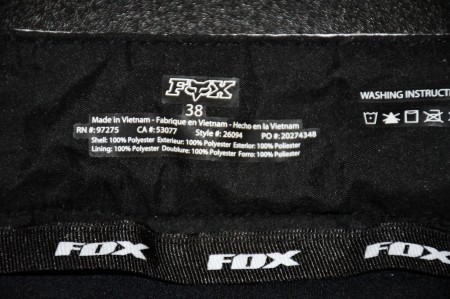 FOX
38
Made in Vietnam - Fabrique en Vietnam - Hecho en la Vietnam
RN #: 97275 CA #: 53077 Style #: 26094 PO #: 20274348
Shell: 100% Polyester Exterieur: 100% Polyester Exterior: 100% Poliester
Lining: 100% Polyester Doublure: 100% Polyester Forro: 100% Poliester
WASHING INSTRUCTI
FOX FOX FOX